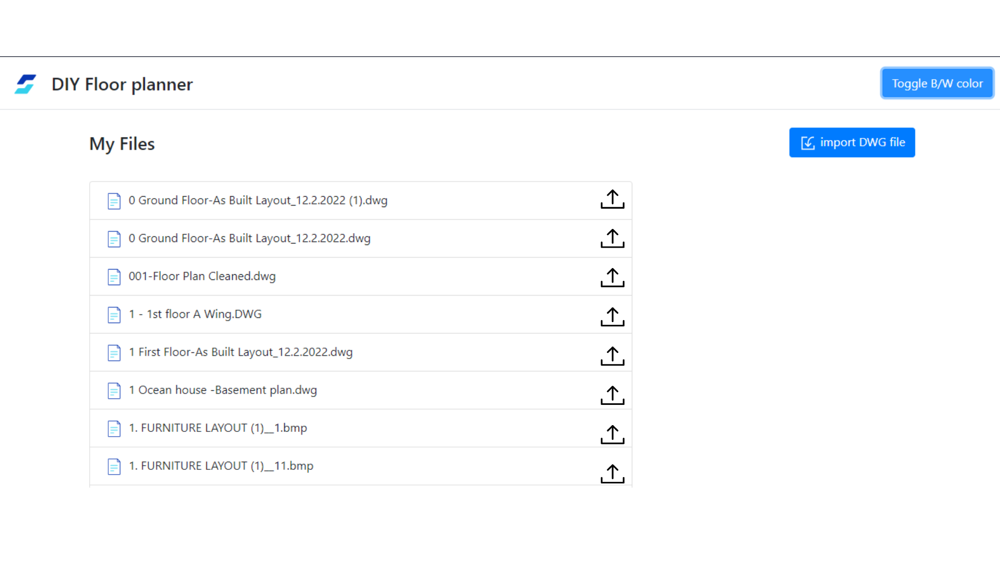 DIY Floor planner
Toggle B/W color
My Files
import DWG file
0 Ground Floor-As Built Layout_12.2.2022 (1).dwg
0 Ground Floor-As Built Layout_12.2.2022.dwg
001-Floor Plan Cleaned.dwg
1 - 1st floor A Wing.DWG
1 First Floor-As Built Layout_12.2.2022.dwg
1 Ocean house -Basement plan.dwg
1. FURNITURE LAYOUT (1)__1.bmp
1. FURNITURE LAYOUT (1)__11.bmp